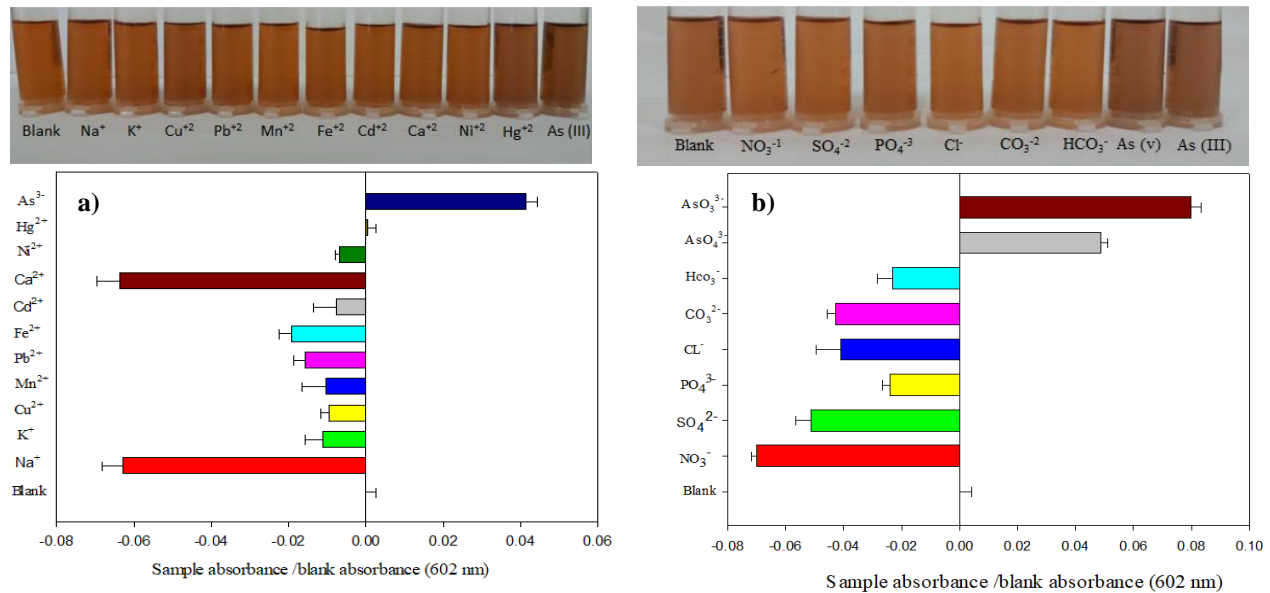 Blank Na⁺ K⁺ Cu⁺² Pb⁺² Mn⁺² Fe⁺² Cd⁺² Ca⁺² Ni⁺² Hg⁺² As (III)
a)
As³⁻
Hg²⁺
Ni²⁺
Ca²⁺
Cd²⁺
Fe²⁺
Pb²⁺
Mn²⁺
Cu²⁺
K⁺
Na⁺
Blank
-0.08 -0.06 -0.04 -0.02 0.00 0.02 0.04 0.06
Sample absorbance /blank absorbance (602 nm)
Blank NO₃⁻¹ SO₄⁻² PO₄⁻³ Cl⁻ CO₃⁻² HCO₃⁻ As (v) As (III)
b)
AsO₃³⁻
AsO₄³⁻
Hco₃⁻
CO₃²⁻
CL⁻
PO₄³⁻
SO₄²⁻
NO₃⁻
Blank
-0.08 -0.06 -0.04 -0.02 0.00 0.02 0.04 0.06 0.08 0.10
Sample absorbance /blank absorbance (602 nm)